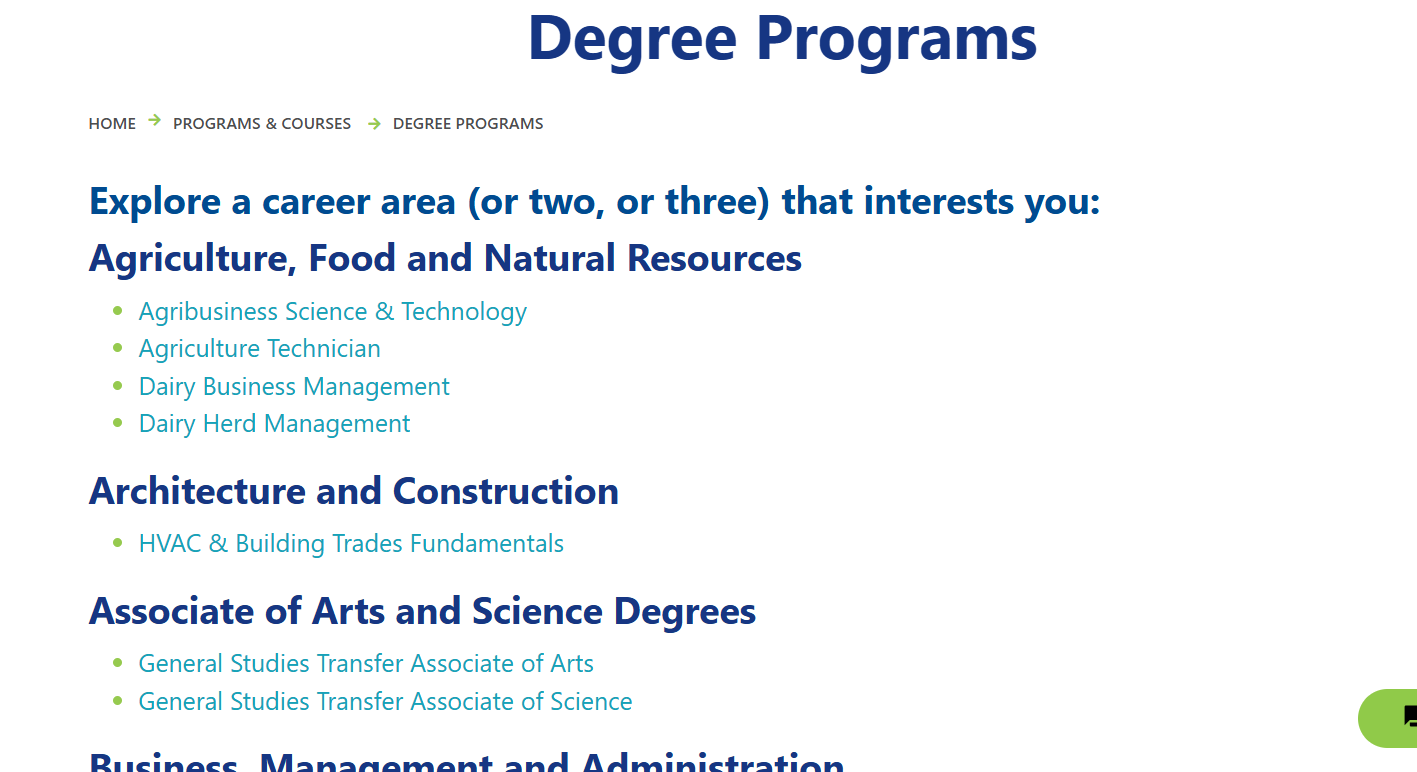 Degree Programs
HOME → PROGRAMS & COURSES → DEGREE PROGRAMS
Explore a career area (or two, or three) that interests you:
Agriculture, Food and Natural Resources
Agribusiness Science & Technology
Agriculture Technician
Dairy Business Management
Dairy Herd Management
Architecture and Construction
HVAC & Building Trades Fundamentals
Associate of Arts and Science Degrees
General Studies Transfer Associate of Arts
General Studies Transfer Associate of Science
Business, Management and Administration